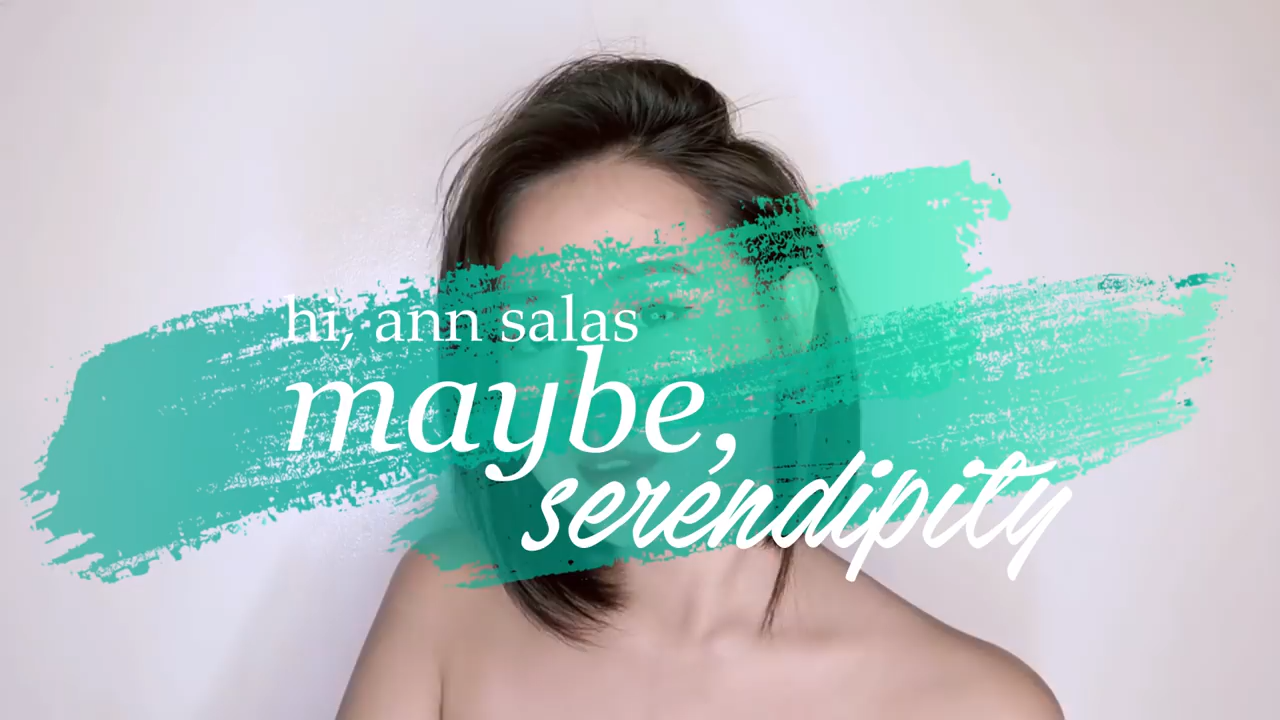 hi, ann salas
maybe,
serendipity